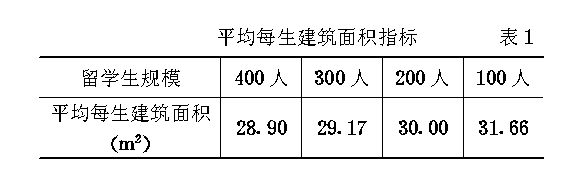 平均每生建筑面积指标 表1
留学生规模 400人 300人 200人 100人
平均每生建筑面积
(m²) 28.90 29.17 30.00 31.66